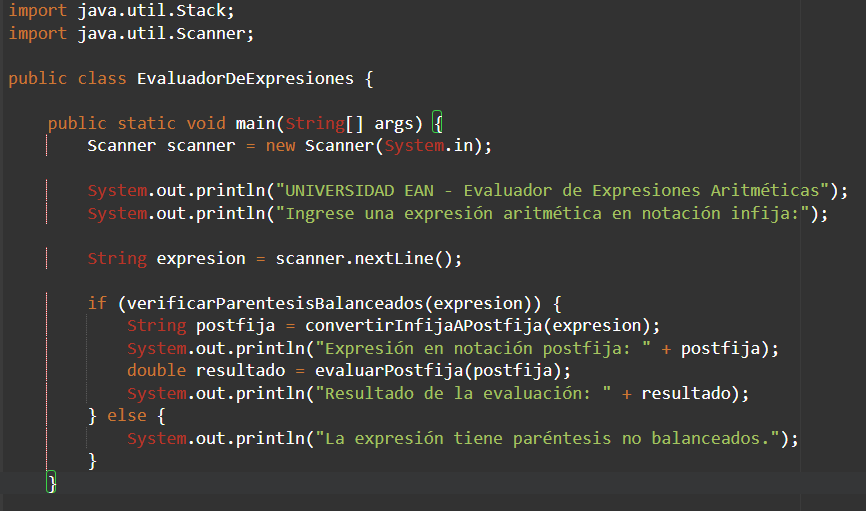 import java.util.Stack;
import java.util.Scanner;
public class EvaluadorDeExpresiones {
public static void main(String[] args) {
Scanner scanner = new Scanner(System.in);
System.out.println("UNIVERSIDAD EAN - Evaluador de Expresiones Aritméticas");
System.out.println("Ingrese una expresión aritmética en notación infija:");
String expresion = scanner.nextLine();
if (verificarParentesisBalanceados(expresion)) {
String postfija = convertirInfijaAPostfija(expresion);
System.out.println("Expresión en notación postfija: " + postfija);
double resultado = evaluarPostfija(postfija);
System.out.println("Resultado de la evaluación: " + resultado);
} else {
System.out.println("La expresión tiene paréntesis no balanceados.");
}
}